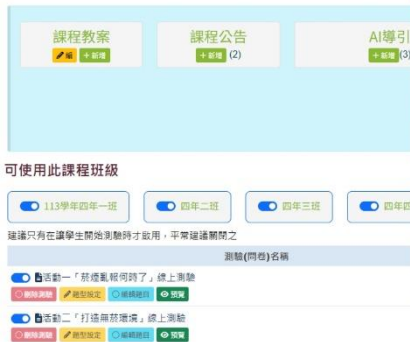 課程教案
課程公告
AI導引
編 +新增
+新增 (2)
+新增 (3)
可使用此課程班級
113學年四年一班
四年二班
四年三班
建議只有在讓學生開始測驗時才啟用，平常建議關閉之
測驗(問卷)名稱
活動一「菸煙亂報何時了」線上測驗
刪除測驗 題型設定 編輯題目 預覽
活動二「打造無菸環境」線上測驗
刪除測驗 題型設定 編輯題目 預覽